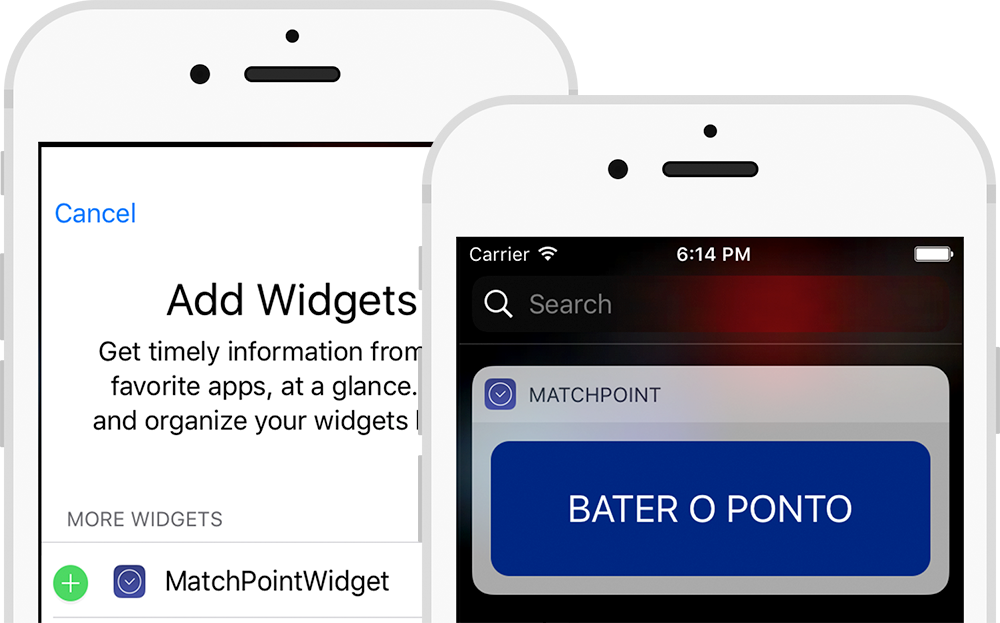 Cancel
Add Widgets
Get timely information from
favorite apps, at a glance.
and organize your widgets
MORE WIDGETS
MatchPointWidget
Carrier
6:14 PM
Search
MATCHPOINT
BATER O PONTO